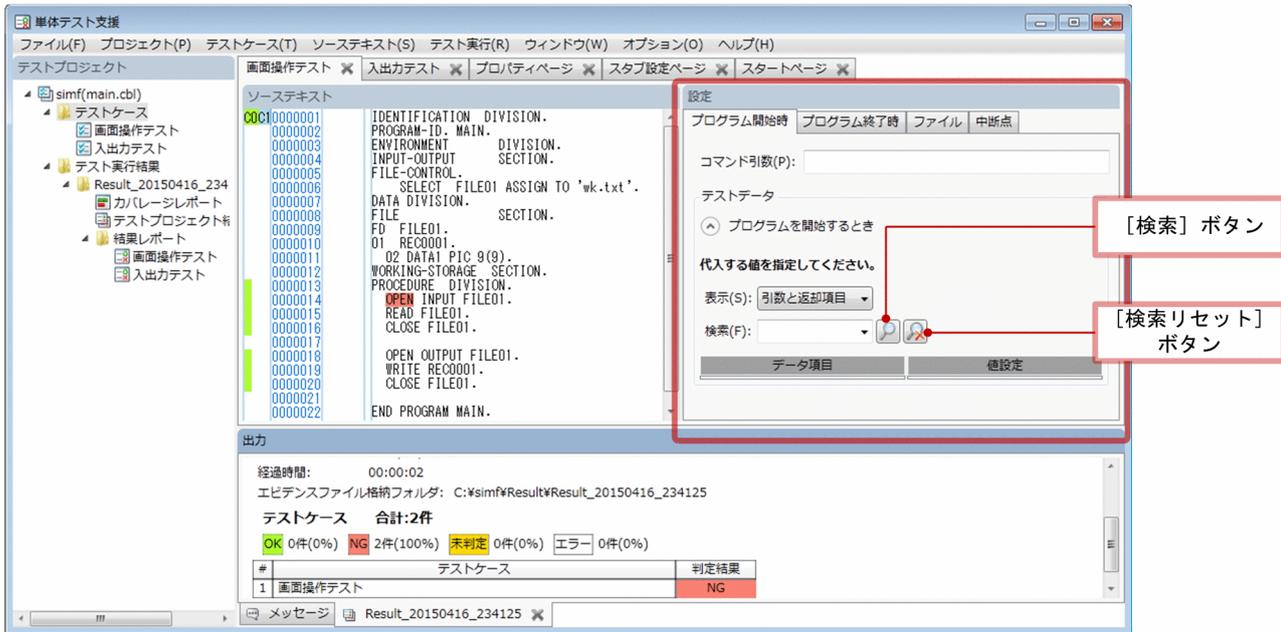 単体テスト支援
ファイル(F) プロジェクト(P) テストケース(T) ソーステキスト(S) テスト実行(R) ウィンドウ(W) オプション(O) ヘルプ(H)
テストプロジェクト
simf(main.cbl)
テストケース
画面操作テスト
入出力テスト
テスト実行結果
Result_20150416_234
カバレージレポート
テストプロジェクト
結果レポート
画面操作テスト
入出力テスト
画面操作テスト 入出力テスト プロパティページ スタブ設定ページ スタートページ
ソーステキスト
C0C1 0000001 IDENTIFICATION DIVISION.
0000002 PROGRAM-ID. MAIN.
0000003 ENVIRONMENT DIVISION.
0000004 INPUT-OUTPUT SECTION.
0000005 FILE-CONTROL.
0000006 SELECT FILE01 ASSIGN TO 'wk.txt'.
0000007 DATA DIVISION.
0000008 FILE SECTION.
0000009 FD FILE01.
0000010 01 REC0001.
0000011 02 DATA1 PIC 9(9).
0000012 WORKING-STORAGE SECTION.
0000013 PROCEDURE DIVISION.
0000014 OPEN INPUT FILE01.
0000015 READ FILE01.
0000016 CLOSE FILE01.
0000017
0000018 OPEN OUTPUT FILE01.
0000019 WRITE REC0001.
0000020 CLOSE FILE01.
0000021
0000022 END PROGRAM MAIN.
設定
プログラム開始時 プログラム終了時 ファイル 中断点
コマンド引数(P):
テストデータ
プログラムを開始するとき
代入する値を指定してください。
表示(S): 引数と返却項目
検索(F):
データ項目 値設定
[検索] ボタン
[検索リセット]
ボタン
出力
経過時間: 00:00:02
エビデンスファイル格納フォルダ: C:¥simf¥Result¥Result_20150416_234125
テストケース 合計:2件
OK 0件(0%) NG 2件(100%) 未判定 0件(0%) エラー 0件(0%)
# テストケース 判定結果
1 画面操作テスト NG
メッセージ Result_20150416_234125